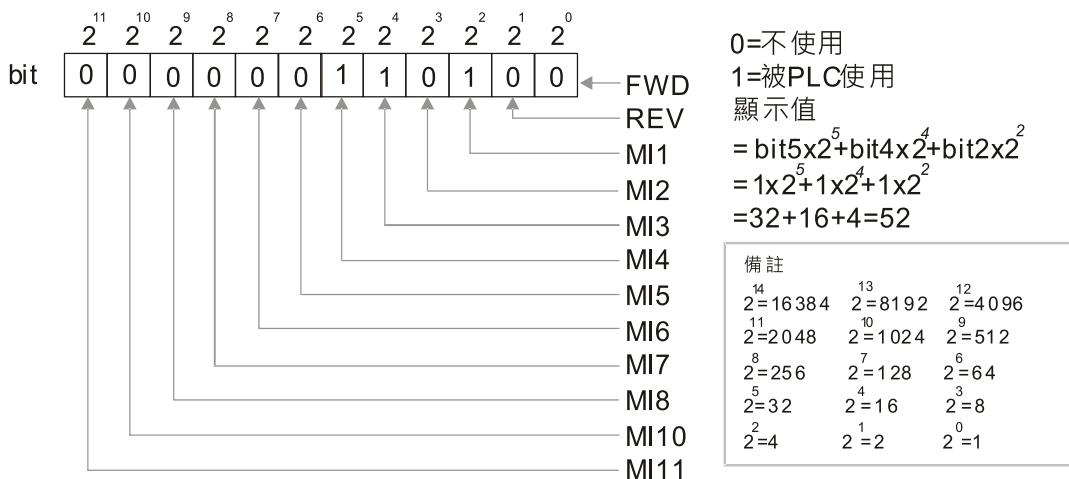 2^11 2^10 2^9 2^8 2^7 2^6 2^5 2^4 2^3 2^2 2^1 2^0
bit 0 0 0 0 0 0 1 1 0 1 0 0
FWD
REV
MI1
MI2
MI3
MI4
MI5
MI6
MI7
MI8
MI10
MI11
0=不使用
1=被PLC使用
顯示值
= bit5x2^5+bit4x2^4+bit2x2^2
= 1x2^5+1x2^4+1x2^2
=32+16+4=52
備註
2^14=16384 2^13=8192 2^12=4096
2^11=2048 2^10=1024 2^9=512
2^8=256 2^7=128 2^6=64
2^5=32 2^4=16 2^3=8
2^2=4 2^1=2 2^0=1